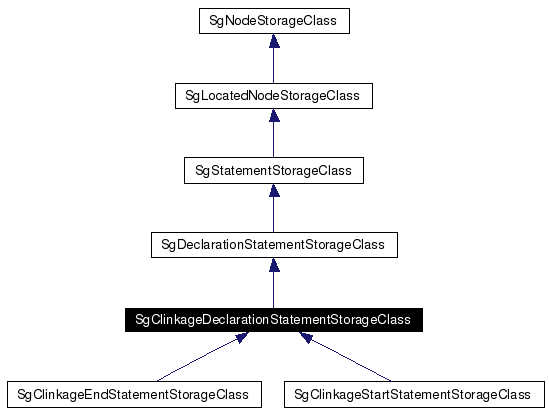 SgNodeStorageClass
SgLocatedNodeStorageClass
SgStatementStorageClass
SgDeclarationStatementStorageClass
SgClinkageDeclarationStatementStorageClass
SgClinkageEndStatementStorageClass
SgClinkageStartStatementStorageClass